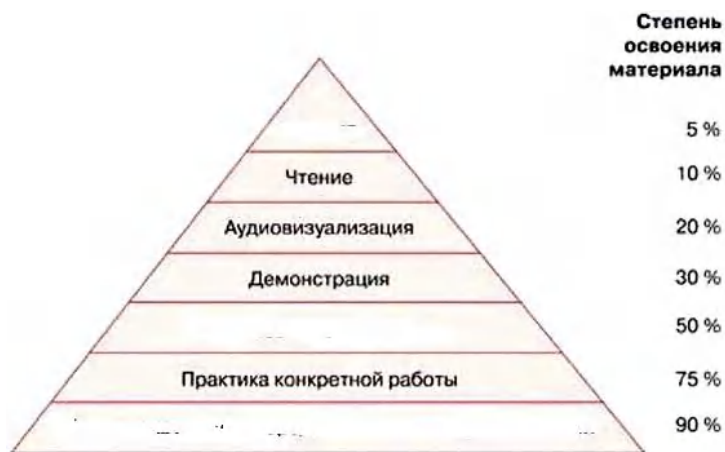 Степень
освоения
материала
5 %
Чтение 10 %
Аудиовизуализация 20 %
Демонстрация 30 %
50 %
Практика конкретной работы 75 %
90 %